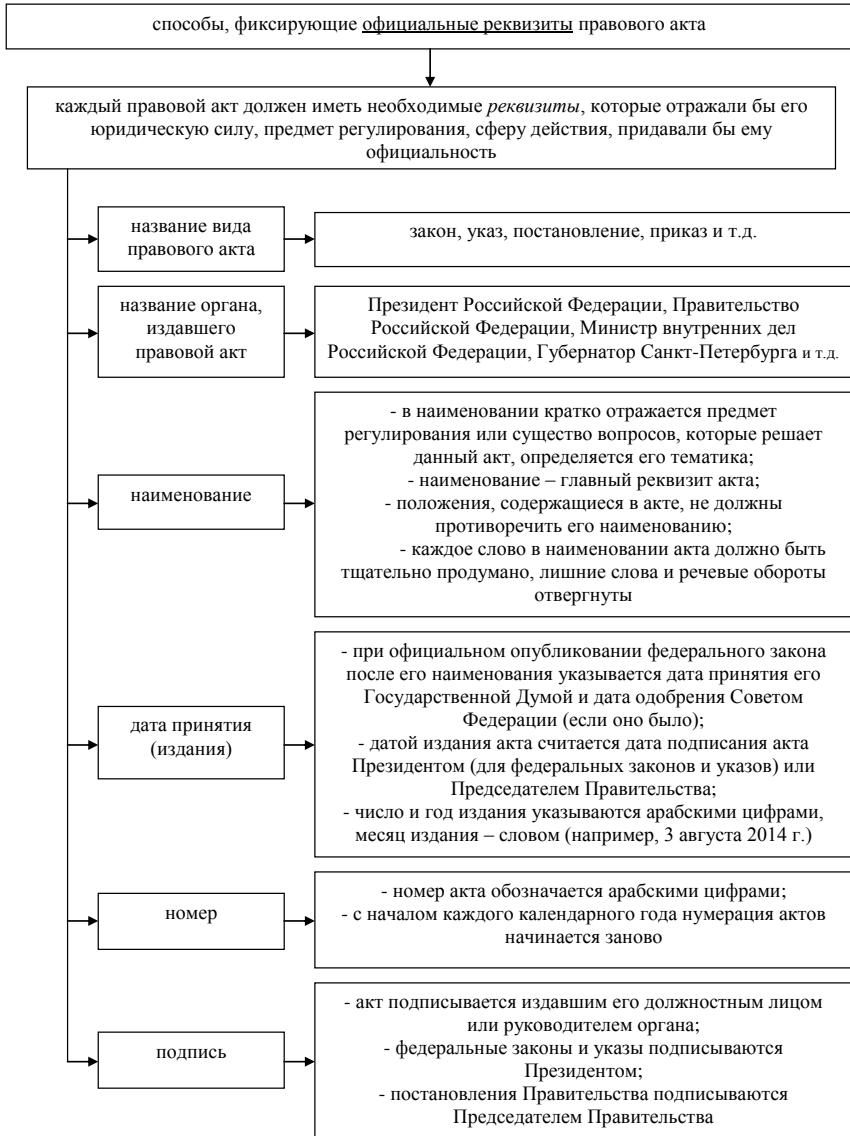 способы, фиксирующие официальные реквизиты правового акта
каждый правовой акт должен иметь необходимые реквизиты, которые отражали бы его
юридическую силу, предмет регулирования, сферу действия, придавали бы ему
официальность
название вида
правового акта
закон, указ, постановление, приказ и т.д.
название органа,
издавшего
правовой акт
Президент Российской Федерации, Правительство
Российской Федерации, Министр внутренних дел
Российской Федерации, Губернатор Санкт-Петербурга и т.д.
наименование
- в наименовании кратко отражается предмет
регулирования или существо вопросов, которые решает
данный акт, определяется его тематика;
- наименование – главный реквизит акта;
- положения, содержащиеся в акте, не должны
противоречить его наименованию;
- каждое слово в наименовании акта должно быть
тщательно продумано, лишние слова и речевые обороты
отвергнуты
дата принятия
(издания)
- при официальном опубликовании федерального закона
после его наименования указывается дата принятия его
Государственной Думой и дата одобрения Советом
Федерации (если оно было);
- датой издания акта считается дата подписания акта
Президентом (для федеральных законов и указов) или
Председателем Правительства;
- число и год издания указываются арабскими цифрами,
месяц издания – словом (например, 3 августа 2014 г.)
номер
- номер акта обозначается арабскими цифрами;
- с началом каждого календарного года нумерация актов
начинается заново
подпись
- акт подписывается издавшим его должностным лицом
или руководителем органа;
- федеральные законы и указы подписываются
Президентом;
- постановления Правительства подписываются
Председателем Правительства